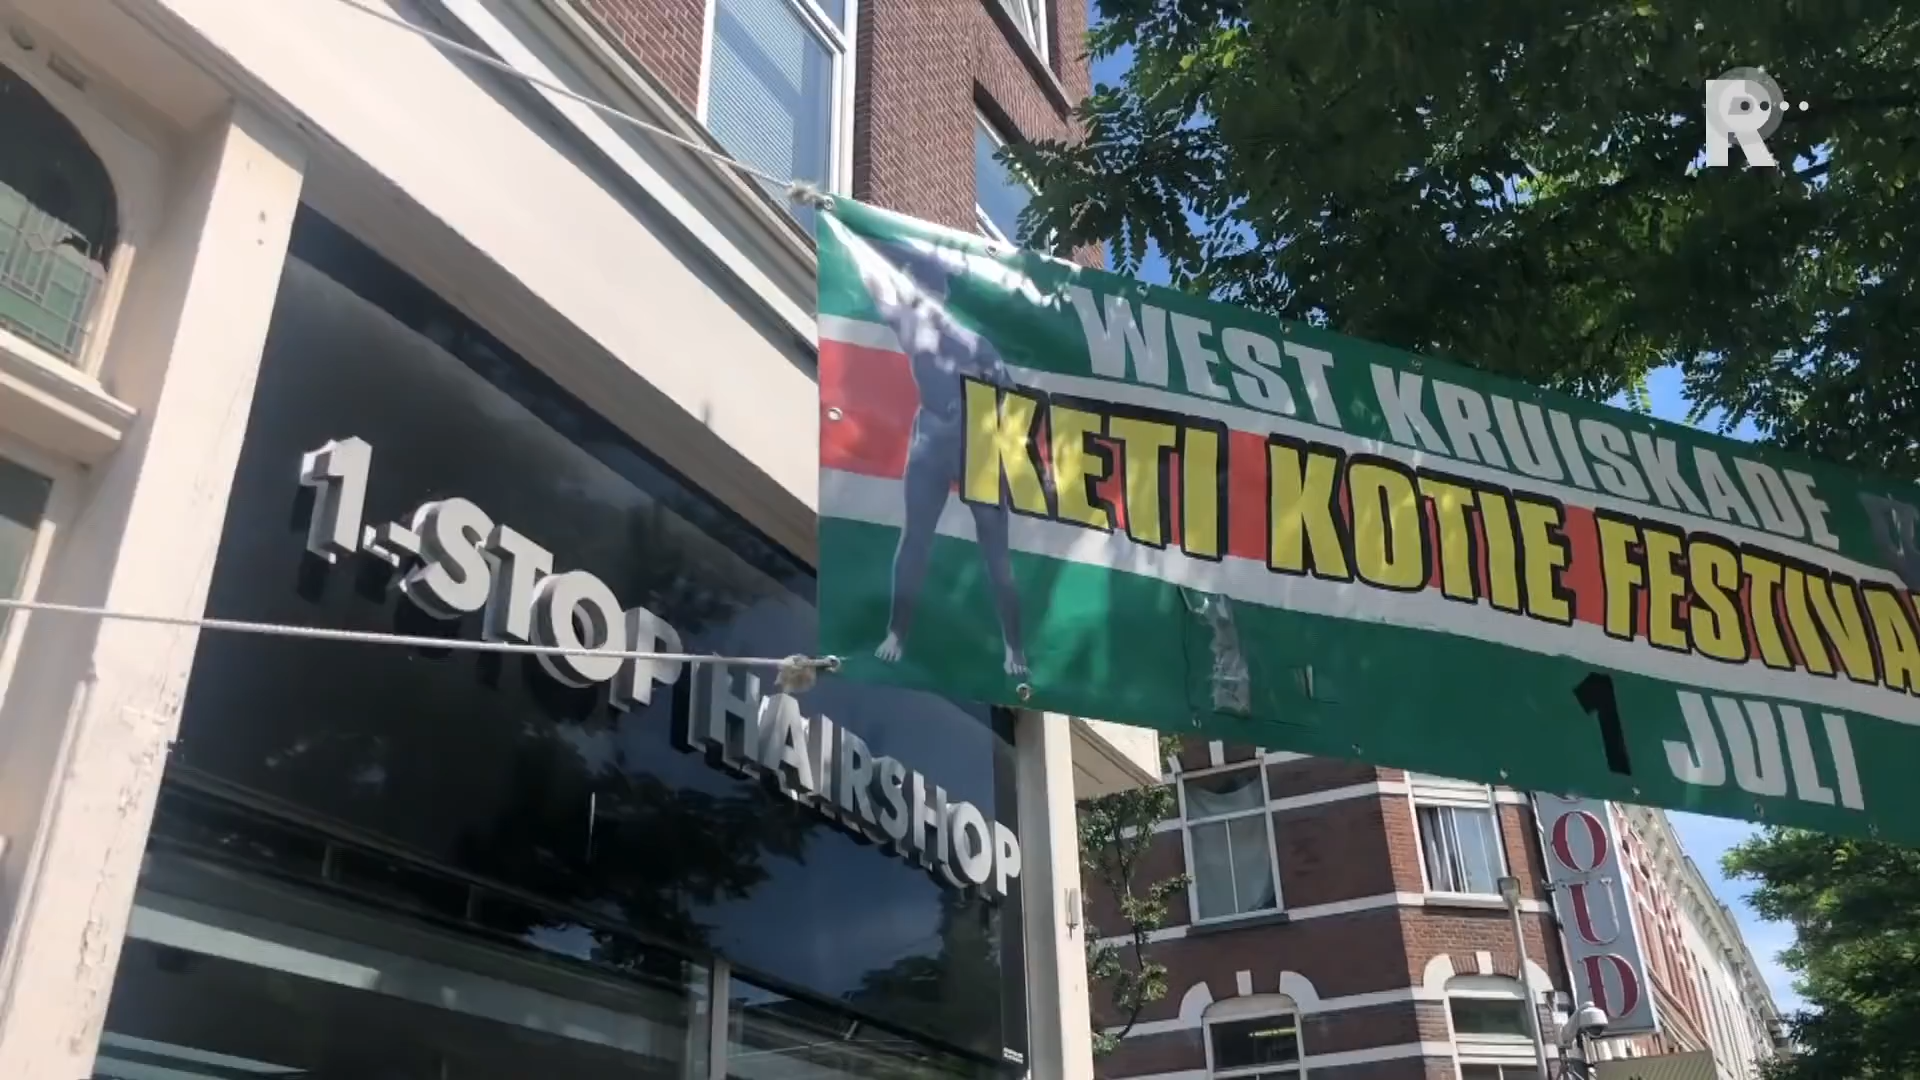 R
WEST KRUISKADE
KETI KOTIE FESTIVA
1 JULI
1-STOP HAIRSHOP
OUD